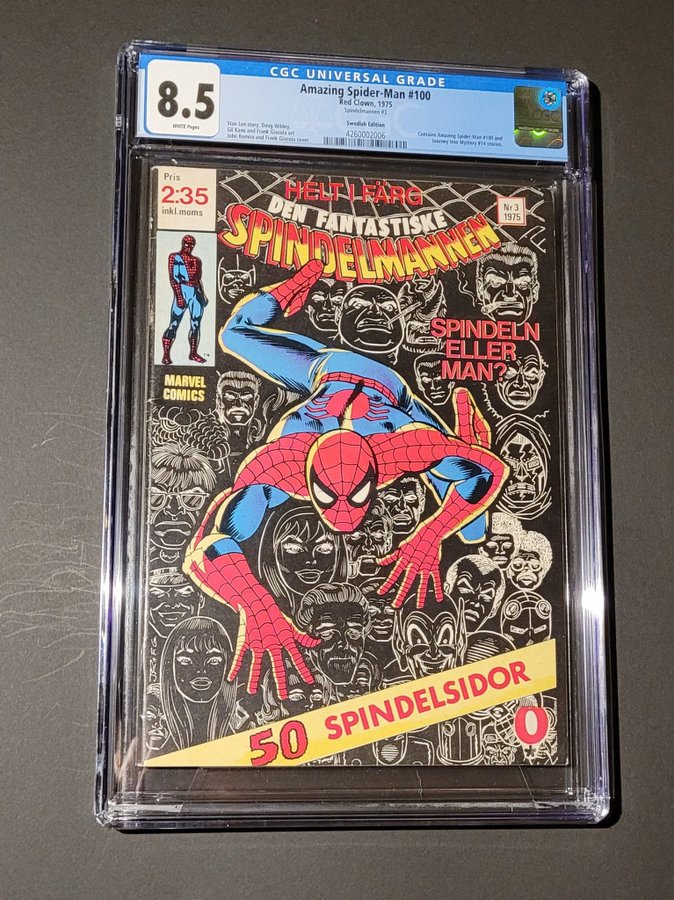 CGC UNIVERSAL GRADE
8.5
WHITE Pages
Amazing Spider-Man #100
Red Clown, 1975
Spindelmannen #3
Swedish Edition
Stan Lee story, Doug Wildey,
Gil Kane and Frank Giacoia art
John Romita and Frank Giacoia cover
4260002006
Contains Amazing Spider-Man #100 and
Journey Into Mystery #14 stories.
Pris
2:35
inkl.moms
HELT I FÄRG
DEN FANTASTISKE
SPINDELMANNEN
Nr 3
1975
SPINDELN
ELLER
MAN?
MARVEL
COMICS
50 SPINDELSIDOR